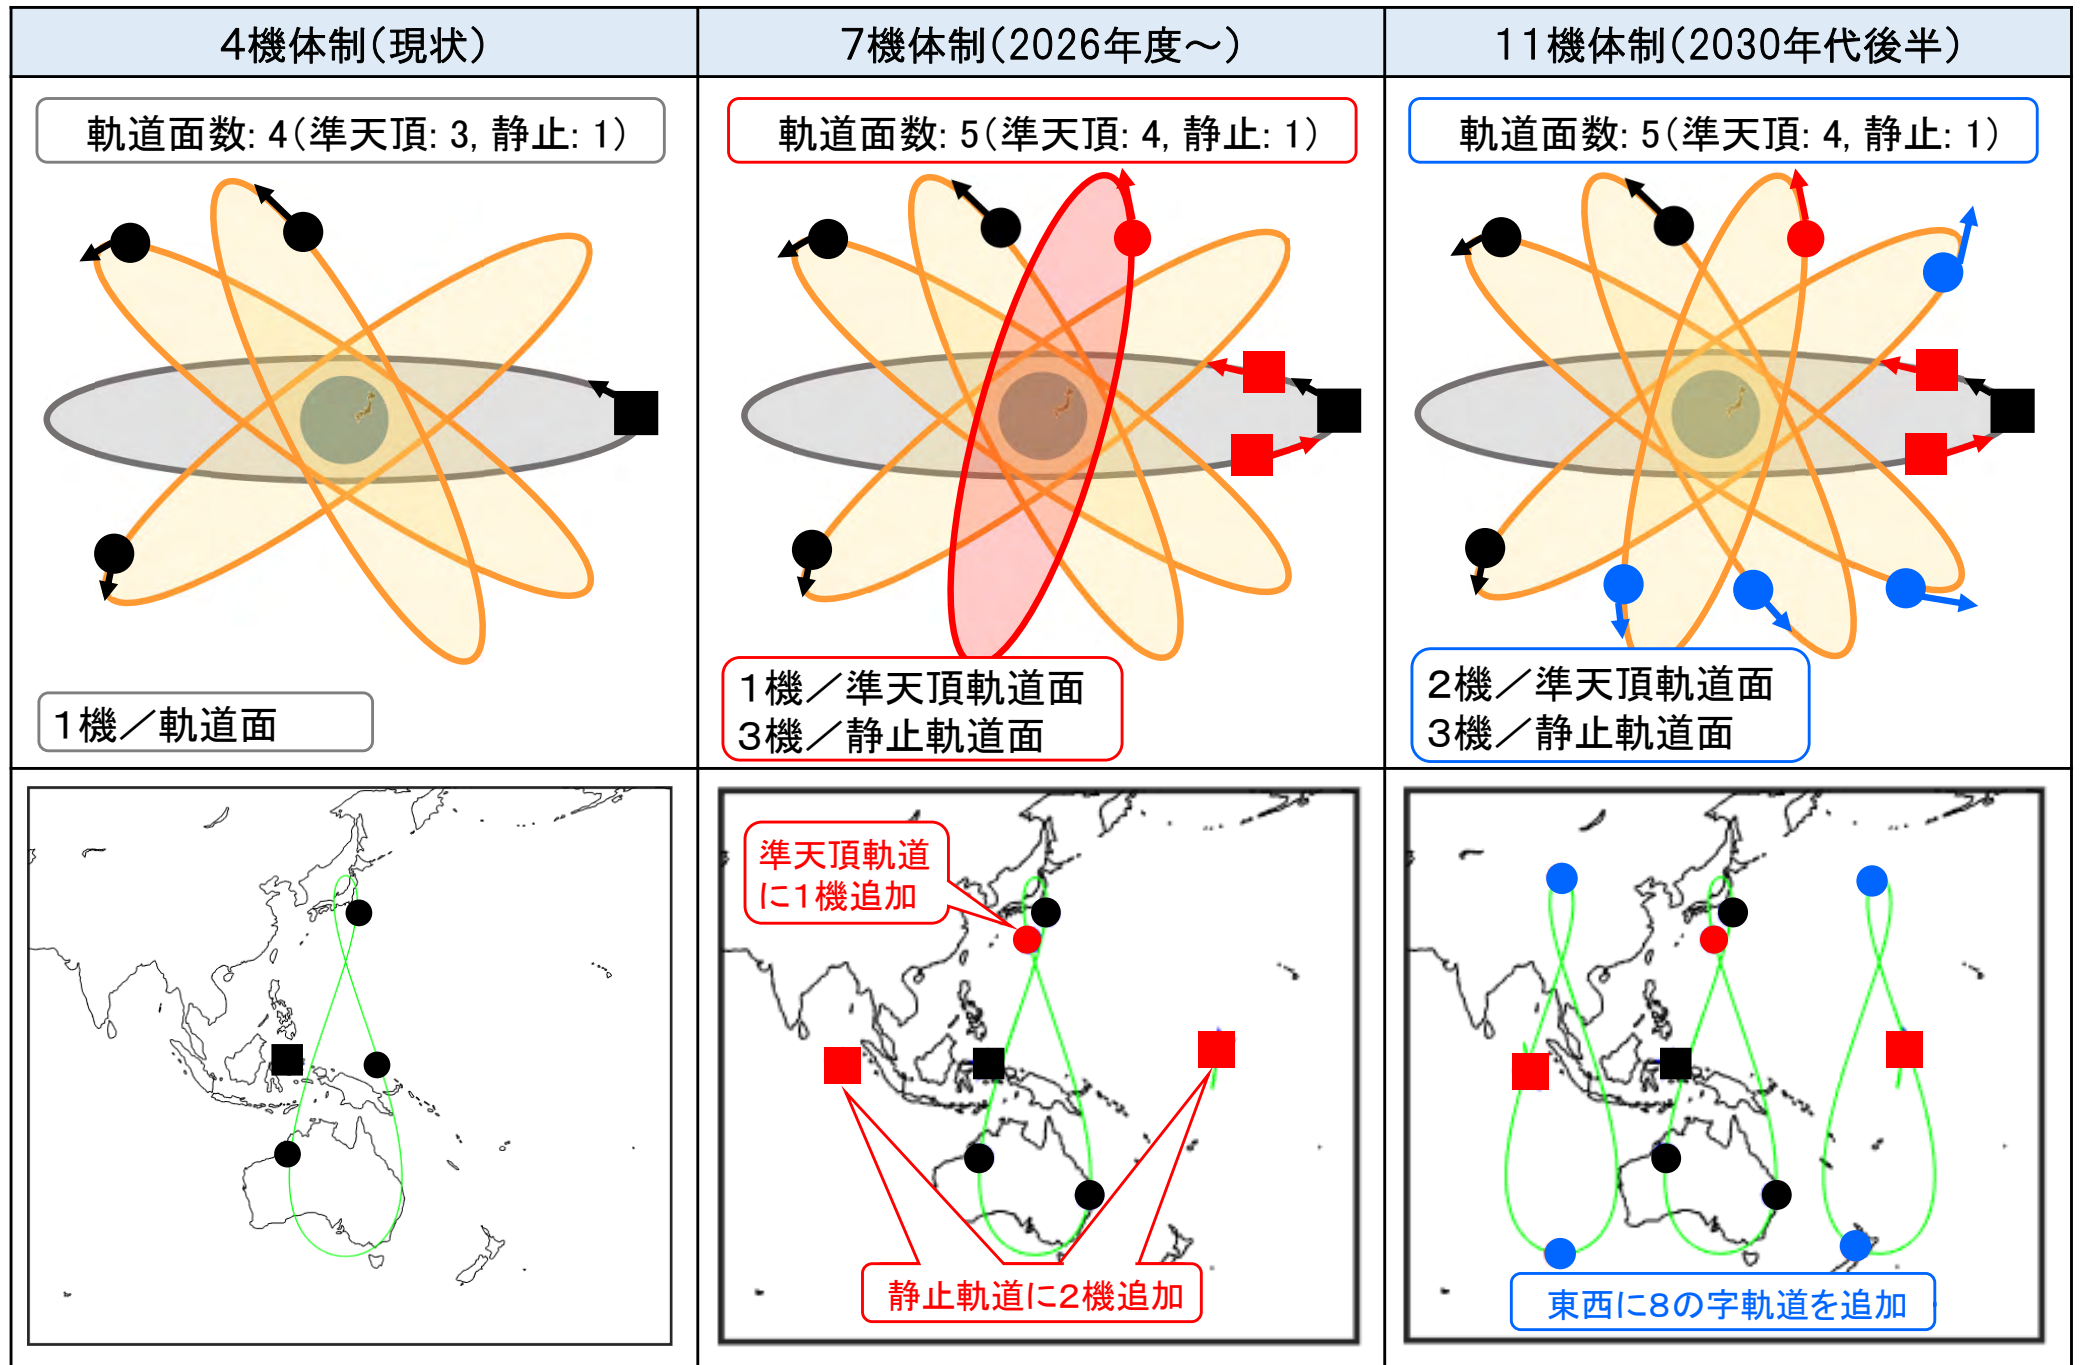 4機体制(現状)
7機体制(2026年度～)
11機体制(2030年代後半)
軌道面数: 4(準天頂: 3, 静止: 1)
1機／軌道面
軌道面数: 5(準天頂: 4, 静止: 1)
1機／準天頂軌道面
3機／静止軌道面
軌道面数: 5(準天頂: 4, 静止: 1)
2機／準天頂軌道面
3機／静止軌道面
準天頂軌道
に1機追加
静止軌道に2機追加
東西に8の字軌道を追加